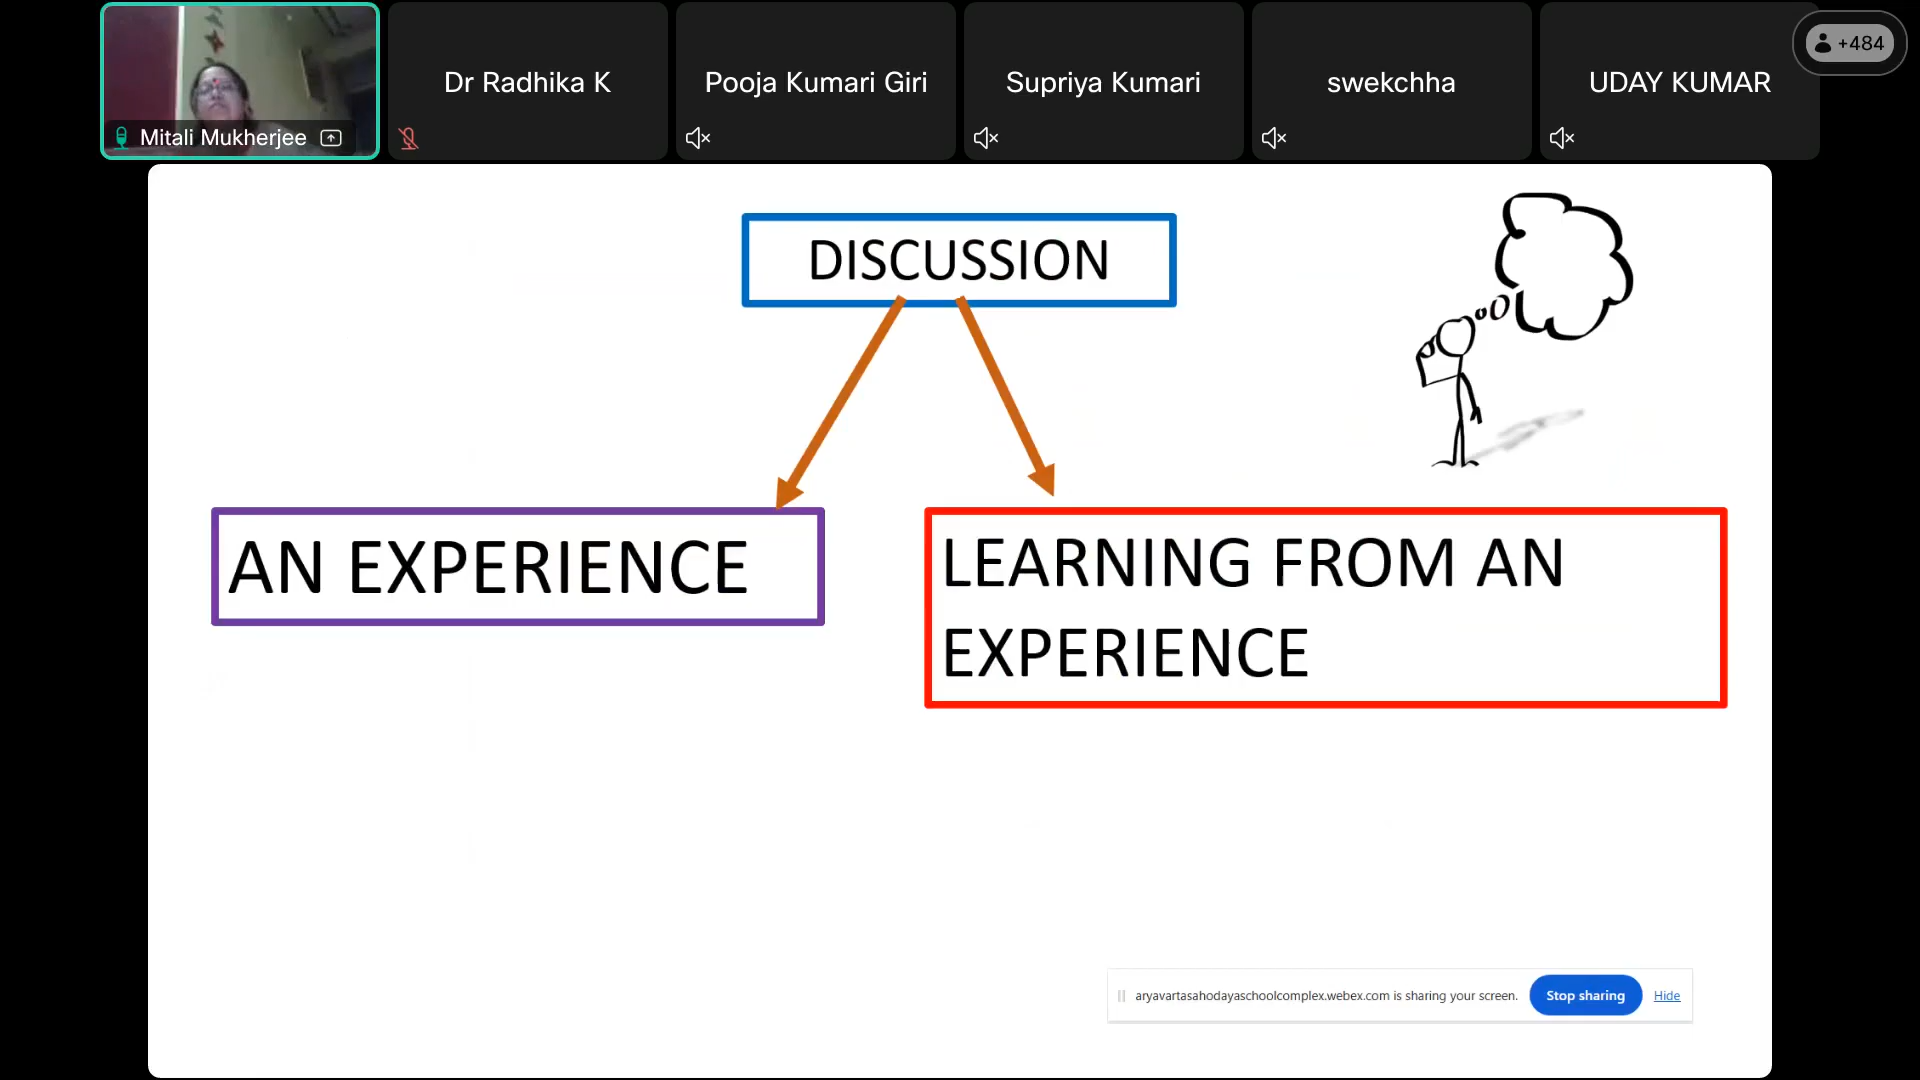 Mitali Mukherjee
Dr Radhika K
Pooja Kumari Giri
Supriya Kumari
swekchha
UDAY KUMAR
+484
DISCUSSION
AN EXPERIENCE
LEARNING FROM AN
EXPERIENCE
aryavartasahodayaschoolcomplex.webex.com is sharing your screen.
Stop sharing
Hide